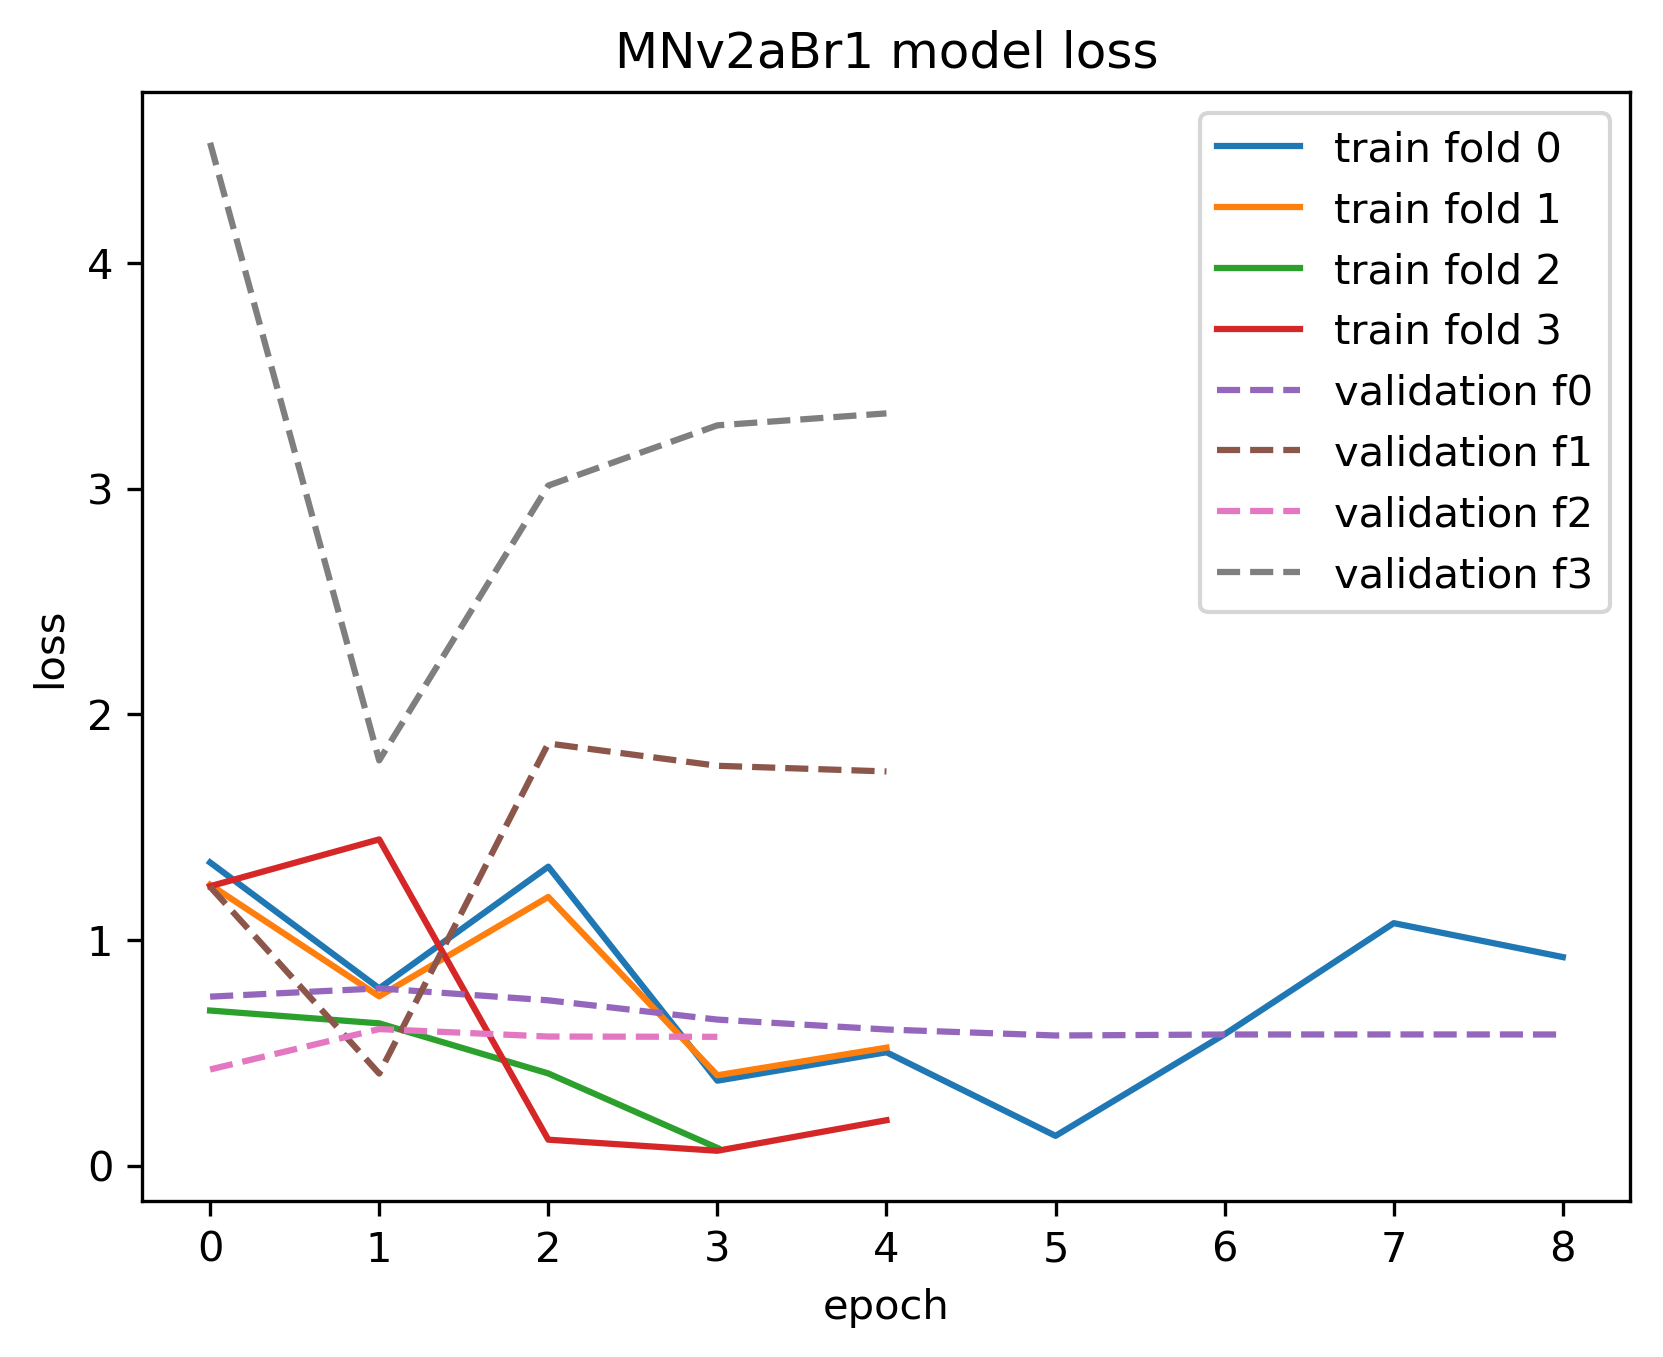 MNv2aBr1 model loss
train fold 0
train fold 1
train fold 2
train fold 3
validation f0
validation f1
validation f2
validation f3
loss
4
3
2
1
0
0 1 2 3 4 5 6 7 8
epoch